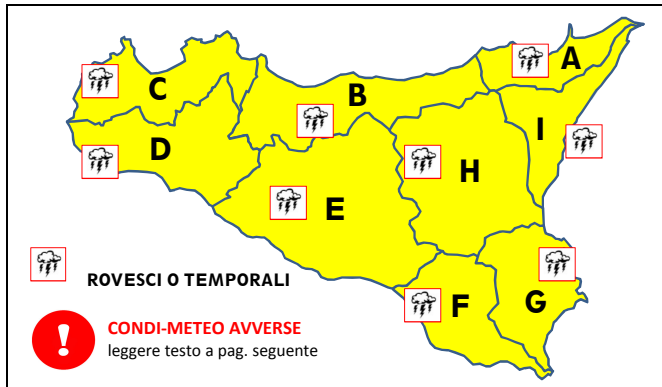 A
B
C
I
D
H
E
F
G
ROVESCI O TEMPORALI
!
CONDI-METEO AVVERSE
leggere testo a pag. seguente